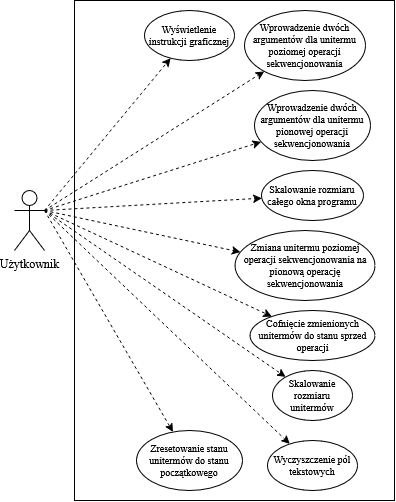 Wyświetlenie
instrukcji graficznej
Wprowadzenie dwóch
argumentów dla unitermu
poziomej operacji
sekwencjonowania
Wprowadzenie dwóch
argumentów dla unitermu
pionowej operacji
sekwencjonowania
Skalowanie rozmiaru
całego okna programu
Użytkownik
Zmiana unitermu poziomej
operacji sekwencjonowania na
pionową operację
sekwencjonowania
Cofnięcie zmienionych
unitermów do stanu sprzed
operacji
Skalowanie
rozmiaru
unitermów
Zresetowanie stanu
unitermów do stanu
początkowego
Wyczyszczenie pól
tekstowych